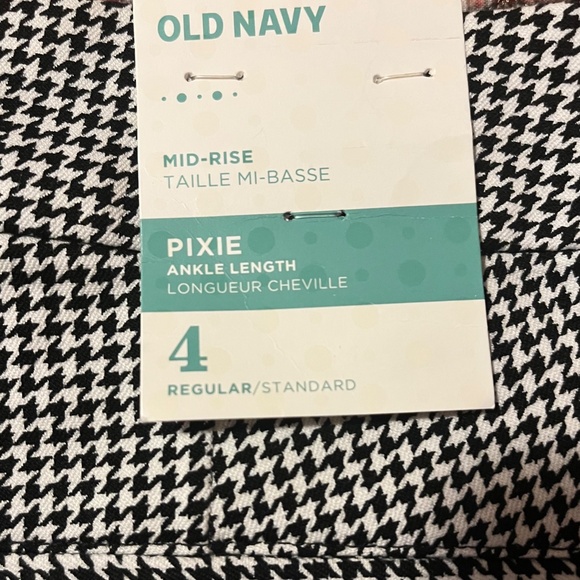 OLD NAVY
MID-RISE
TAILLE MI-BASSE
PIXIE
ANKLE LENGTH
LONGUEUR CHEVILLE
4
REGULAR/STANDARD